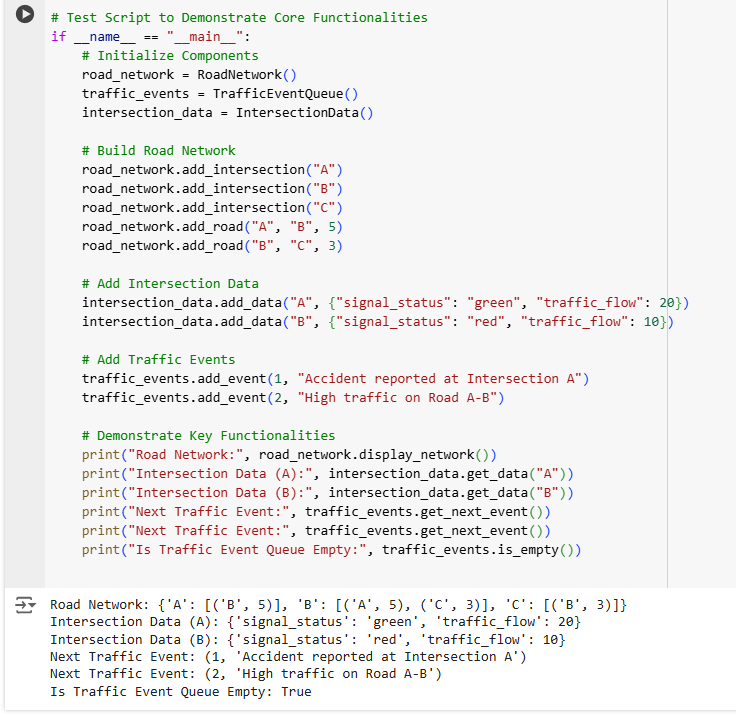 # Test Script to Demonstrate Core Functionalities
if __name__ == "__main__":
    # Initialize Components
    road_network = RoadNetwork()
    traffic_events = TrafficEventQueue()
    intersection_data = IntersectionData()

    # Build Road Network
    road_network.add_intersection("A")
    road_network.add_intersection("B")
    road_network.add_intersection("C")
    road_network.add_road("A", "B", 5)
    road_network.add_road("B", "C", 3)

    # Add Intersection Data
    intersection_data.add_data("A", {"signal_status": "green", "traffic_flow": 20})
    intersection_data.add_data("B", {"signal_status": "red", "traffic_flow": 10})

    # Add Traffic Events
    traffic_events.add_event(1, "Accident reported at Intersection A")
    traffic_events.add_event(2, "High traffic on Road A-B")

    # Demonstrate Key Functionalities
    print("Road Network:", road_network.display_network())
    print("Intersection Data (A):", intersection_data.get_data("A"))
    print("Intersection Data (B):", intersection_data.get_data("B"))
    print("Next Traffic Event:", traffic_events.get_next_event())
    print("Next Traffic Event:", traffic_events.get_next_event())
    print("Is Traffic Event Queue Empty:", traffic_events.is_empty())

Road Network: {'A': [('B', 5)], 'B': [('A', 5), ('C', 3)], 'C': [('B', 3)]}
Intersection Data (A): {'signal_status': 'green', 'traffic_flow': 20}
Intersection Data (B): {'signal_status': 'red', 'traffic_flow': 10}
Next Traffic Event: (1, 'Accident reported at Intersection A')
Next Traffic Event: (2, 'High traffic on Road A-B')
Is Traffic Event Queue Empty: True